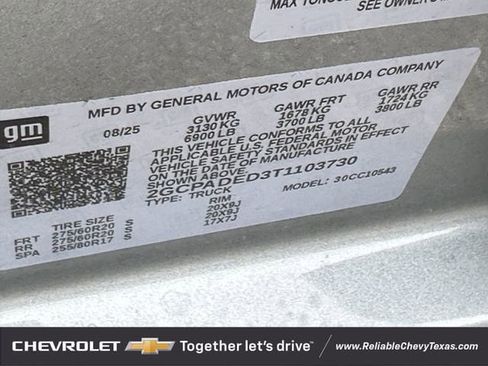 MAX TONGUE
SEE OWNER'S
gm
MFD BY GENERAL MOTORS OF CANADA COMPANY
08/25 GVWR GAWR FRT GAWR RR
3130 KG 1678 KG 1724 KG
6900 LB 3700 LB 3800 LB
THIS VEHICLE CONFORMS TO ALL
APPLICABLE U.S. FEDERAL MOTOR
VEHICLE SAFETY STANDARDS IN EFFECT
ON THE DATE OF MANUFACTURE
TYPE: TRUCK MODEL: 30CC10543
TIRE SIZE RIM
FRT 275/60R20 S 20X9J
RR 275/60R20 S 20X9J
SPA 255/80R17 S 17X7J
CHEVROLET Together let's drive www.ReliableChevyTexas.com